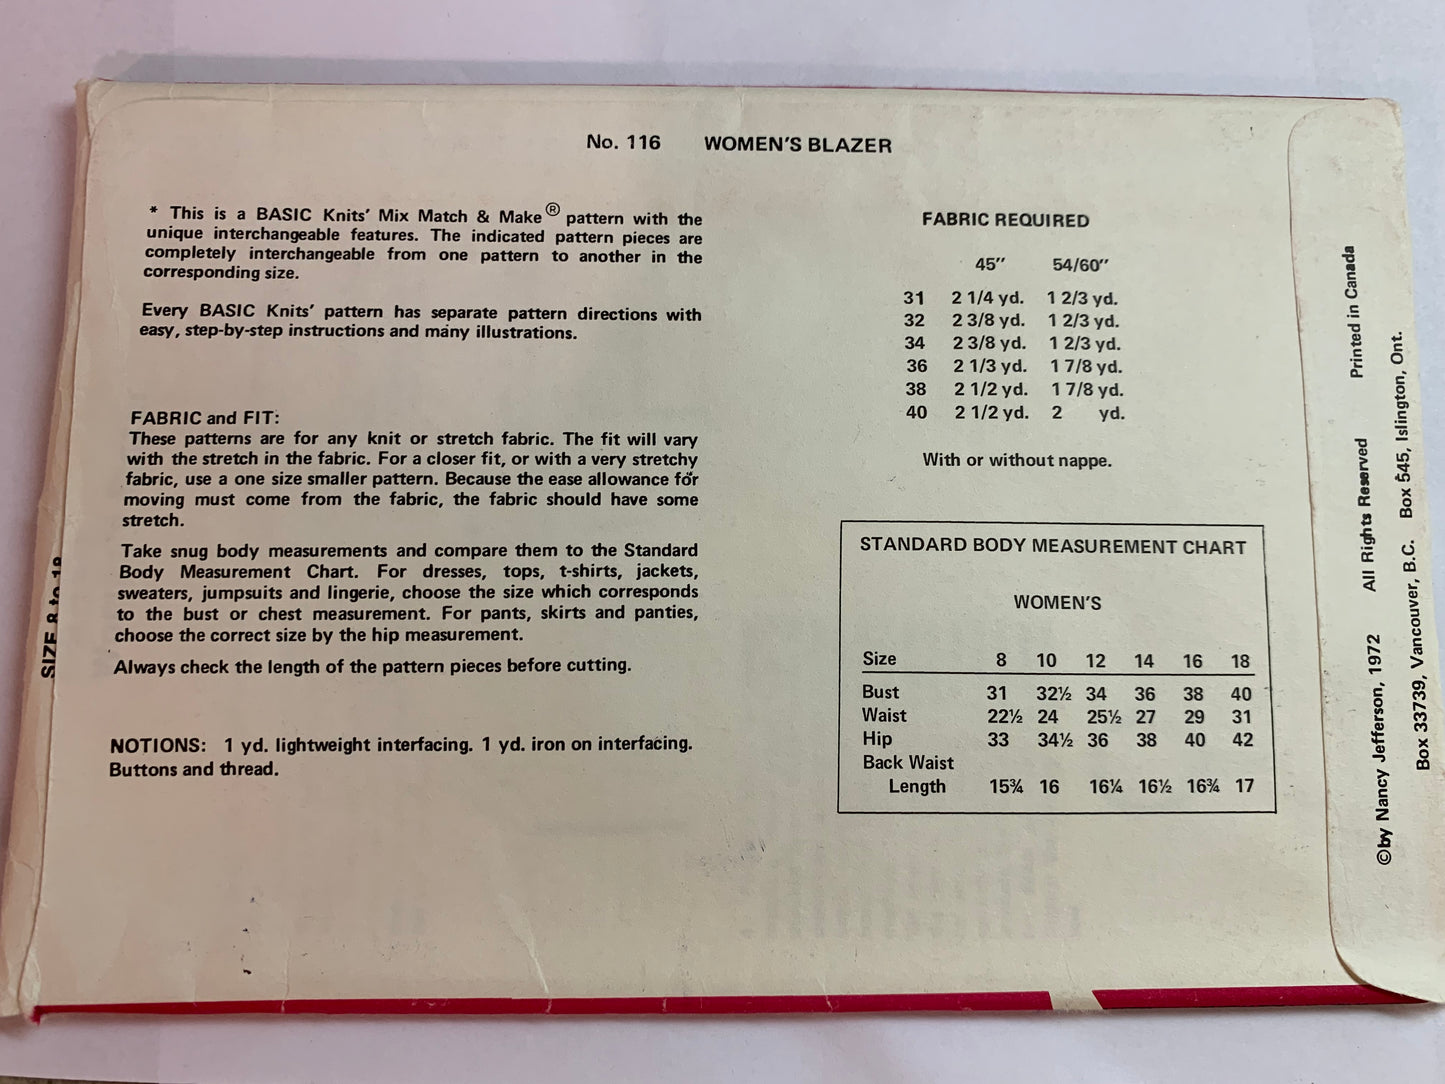 No. 116 WOMEN'S BLAZER
* This is a BASIC Knits' Mix Match & Make® pattern with the
unique interchangeable features. The indicated pattern pieces are
completely interchangeable from one pattern to another in the
corresponding size.
Every BASIC Knits' pattern has separate pattern directions with
easy, step-by-step instructions and many illustrations.
FABRIC and FIT:
These patterns are for any knit or stretch fabric. The fit will vary
with the stretch in the fabric. For a closer fit, or with a very stretchy
fabric, use a one size smaller pattern. Because the ease allowance for
moving must come from the fabric, the fabric should have some
stretch.
Take snug body measurements and compare them to the Standard
Body Measurement Chart. For dresses, tops, t-shirts, jackets,
sweaters, jumpsuits and lingerie, choose the size which corresponds
to the bust or chest measurement. For pants, skirts and panties,
choose the correct size by the hip measurement.
Always check the length of the pattern pieces before cutting.
NOTIONS: 1 yd. lightweight interfacing. 1 yd. iron on interfacing.
Buttons and thread.
FABRIC REQUIRED
45" 54/60"
31 2 1/4 yd. 1 2/3 yd.
32 2 3/8 yd. 1 2/3 yd.
34 2 3/8 yd. 1 2/3 yd.
36 2 1/3 yd. 1 7/8 yd.
38 2 1/2 yd. 1 7/8 yd.
40 2 1/2 yd. 2 yd.
With or without nappe.
STANDARD BODY MEASUREMENT CHART
WOMEN'S
Size 8 10 12 14 16 18
Bust 31 32½ 34 36 38 40
Waist 22½ 24 25½ 27 29 31
Hip 33 34½ 36 38 40 42
Back Waist
Length 15¾ 16 16¼ 16½ 16¾ 17
©by Nancy Jefferson, 1972 All Rights Reserved Printed in Canada
Box 33739, Vancouver, B.C. Box 545, Islington, Ont.
SIZE 8 to 18